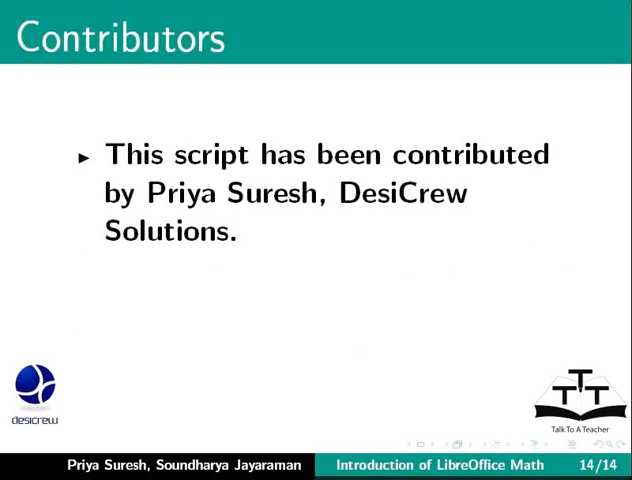 Contributors
This script has been contributed
by Priya Suresh, DesiCrew
Solutions.
desicrew
TTT
Talk To A Teacher
Priya Suresh, Soundharya Jayaraman
Introduction of LibreOffice Math
14/14